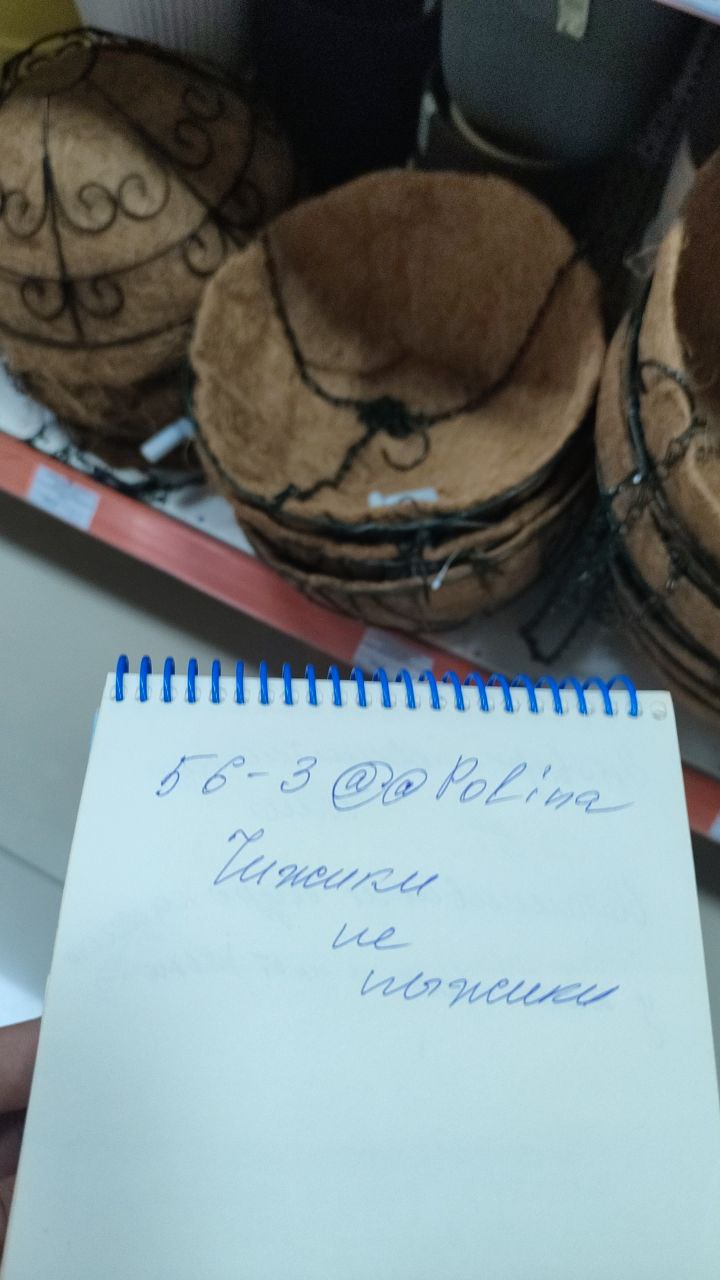 56-3 @@Polina
Чижики
не
пыжики